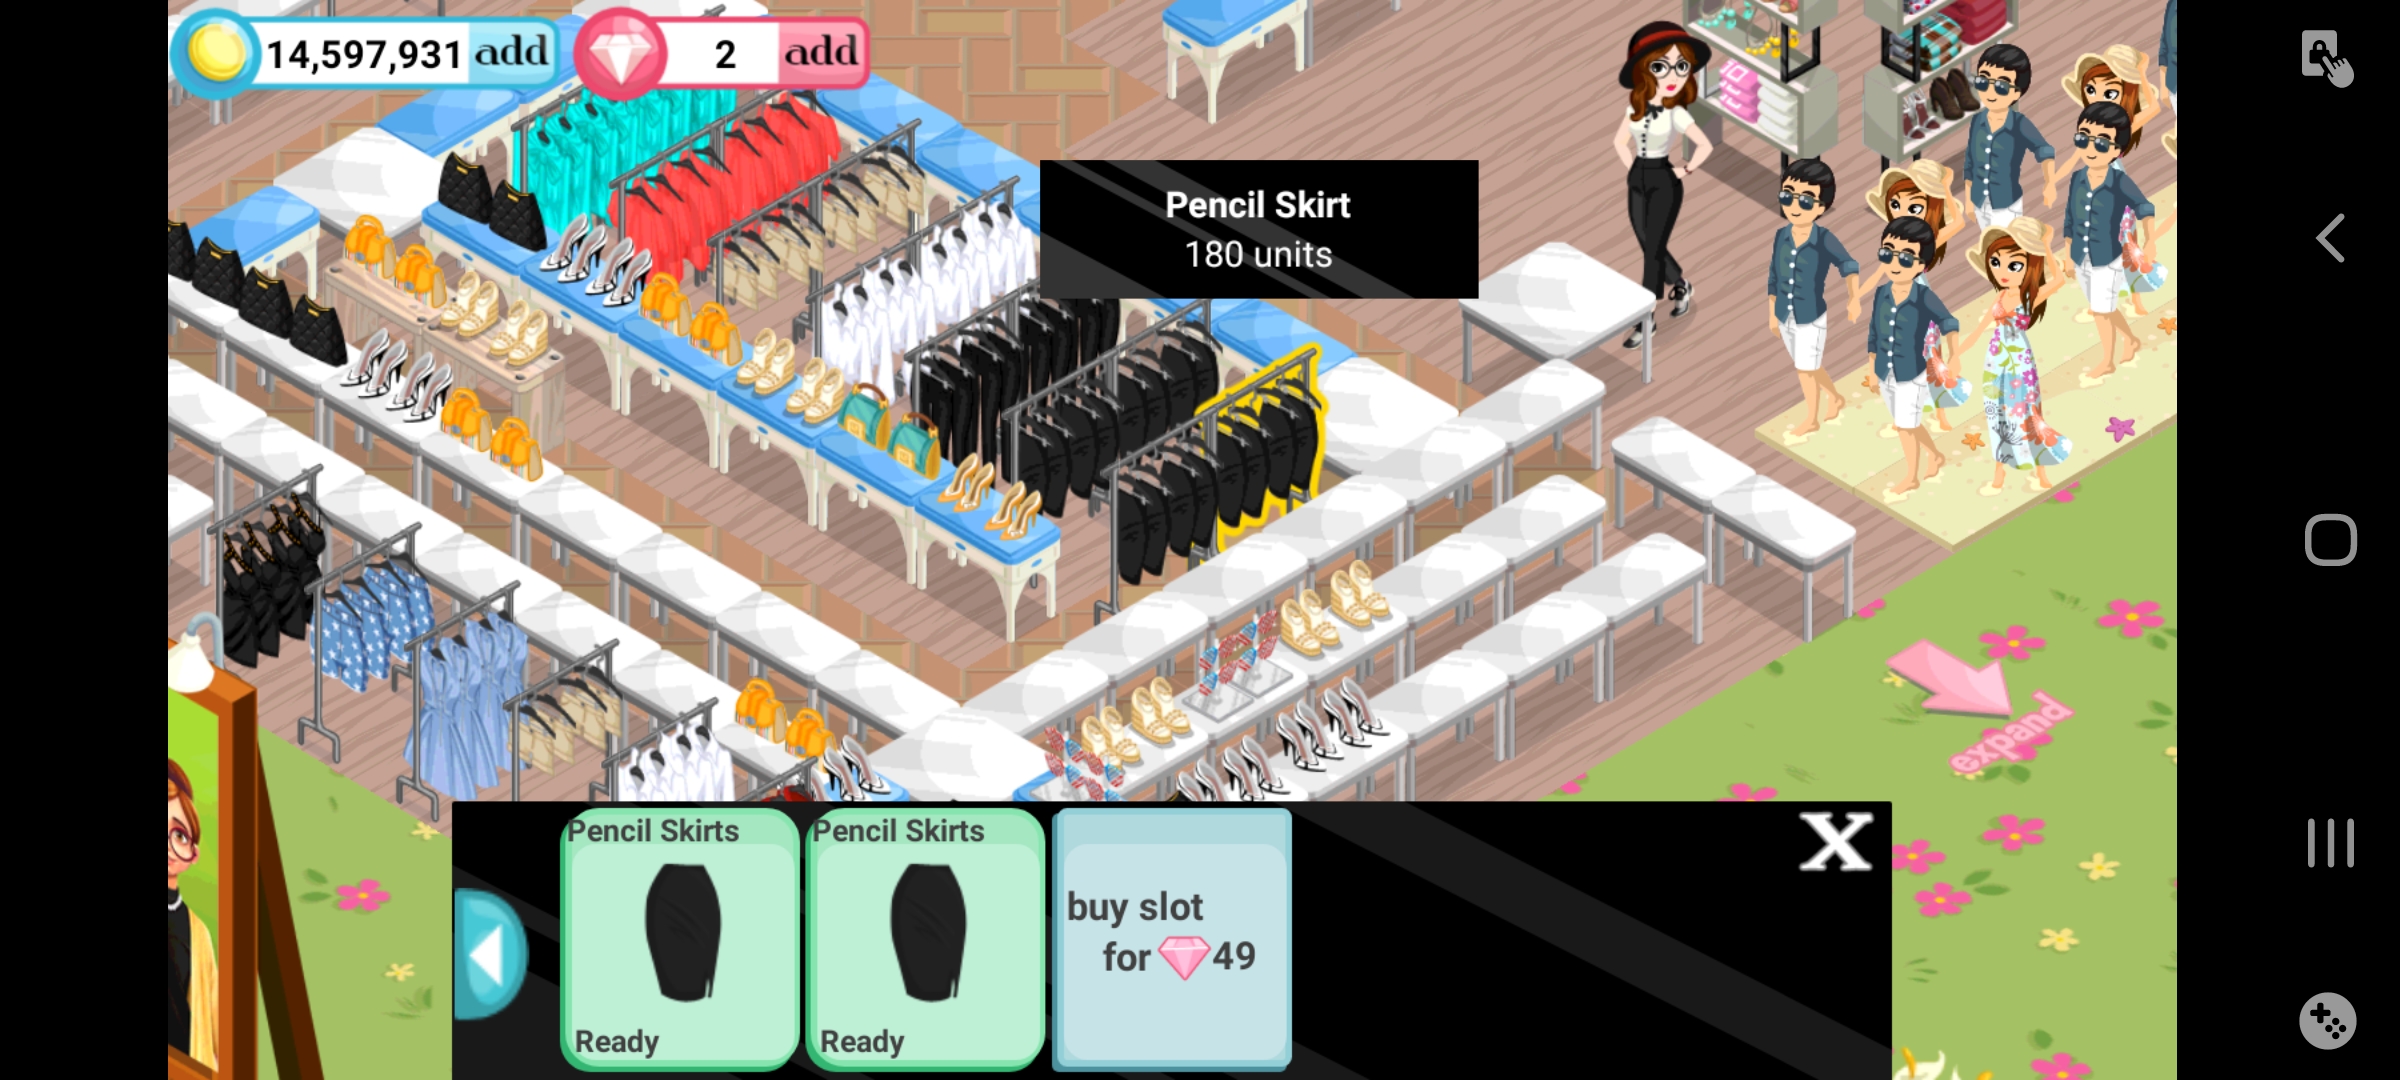 14,597,931 add
2 add
Pencil Skirt
180 units
expand
Pencil Skirts
Ready
Pencil Skirts
Ready
buy slot
for 49
X